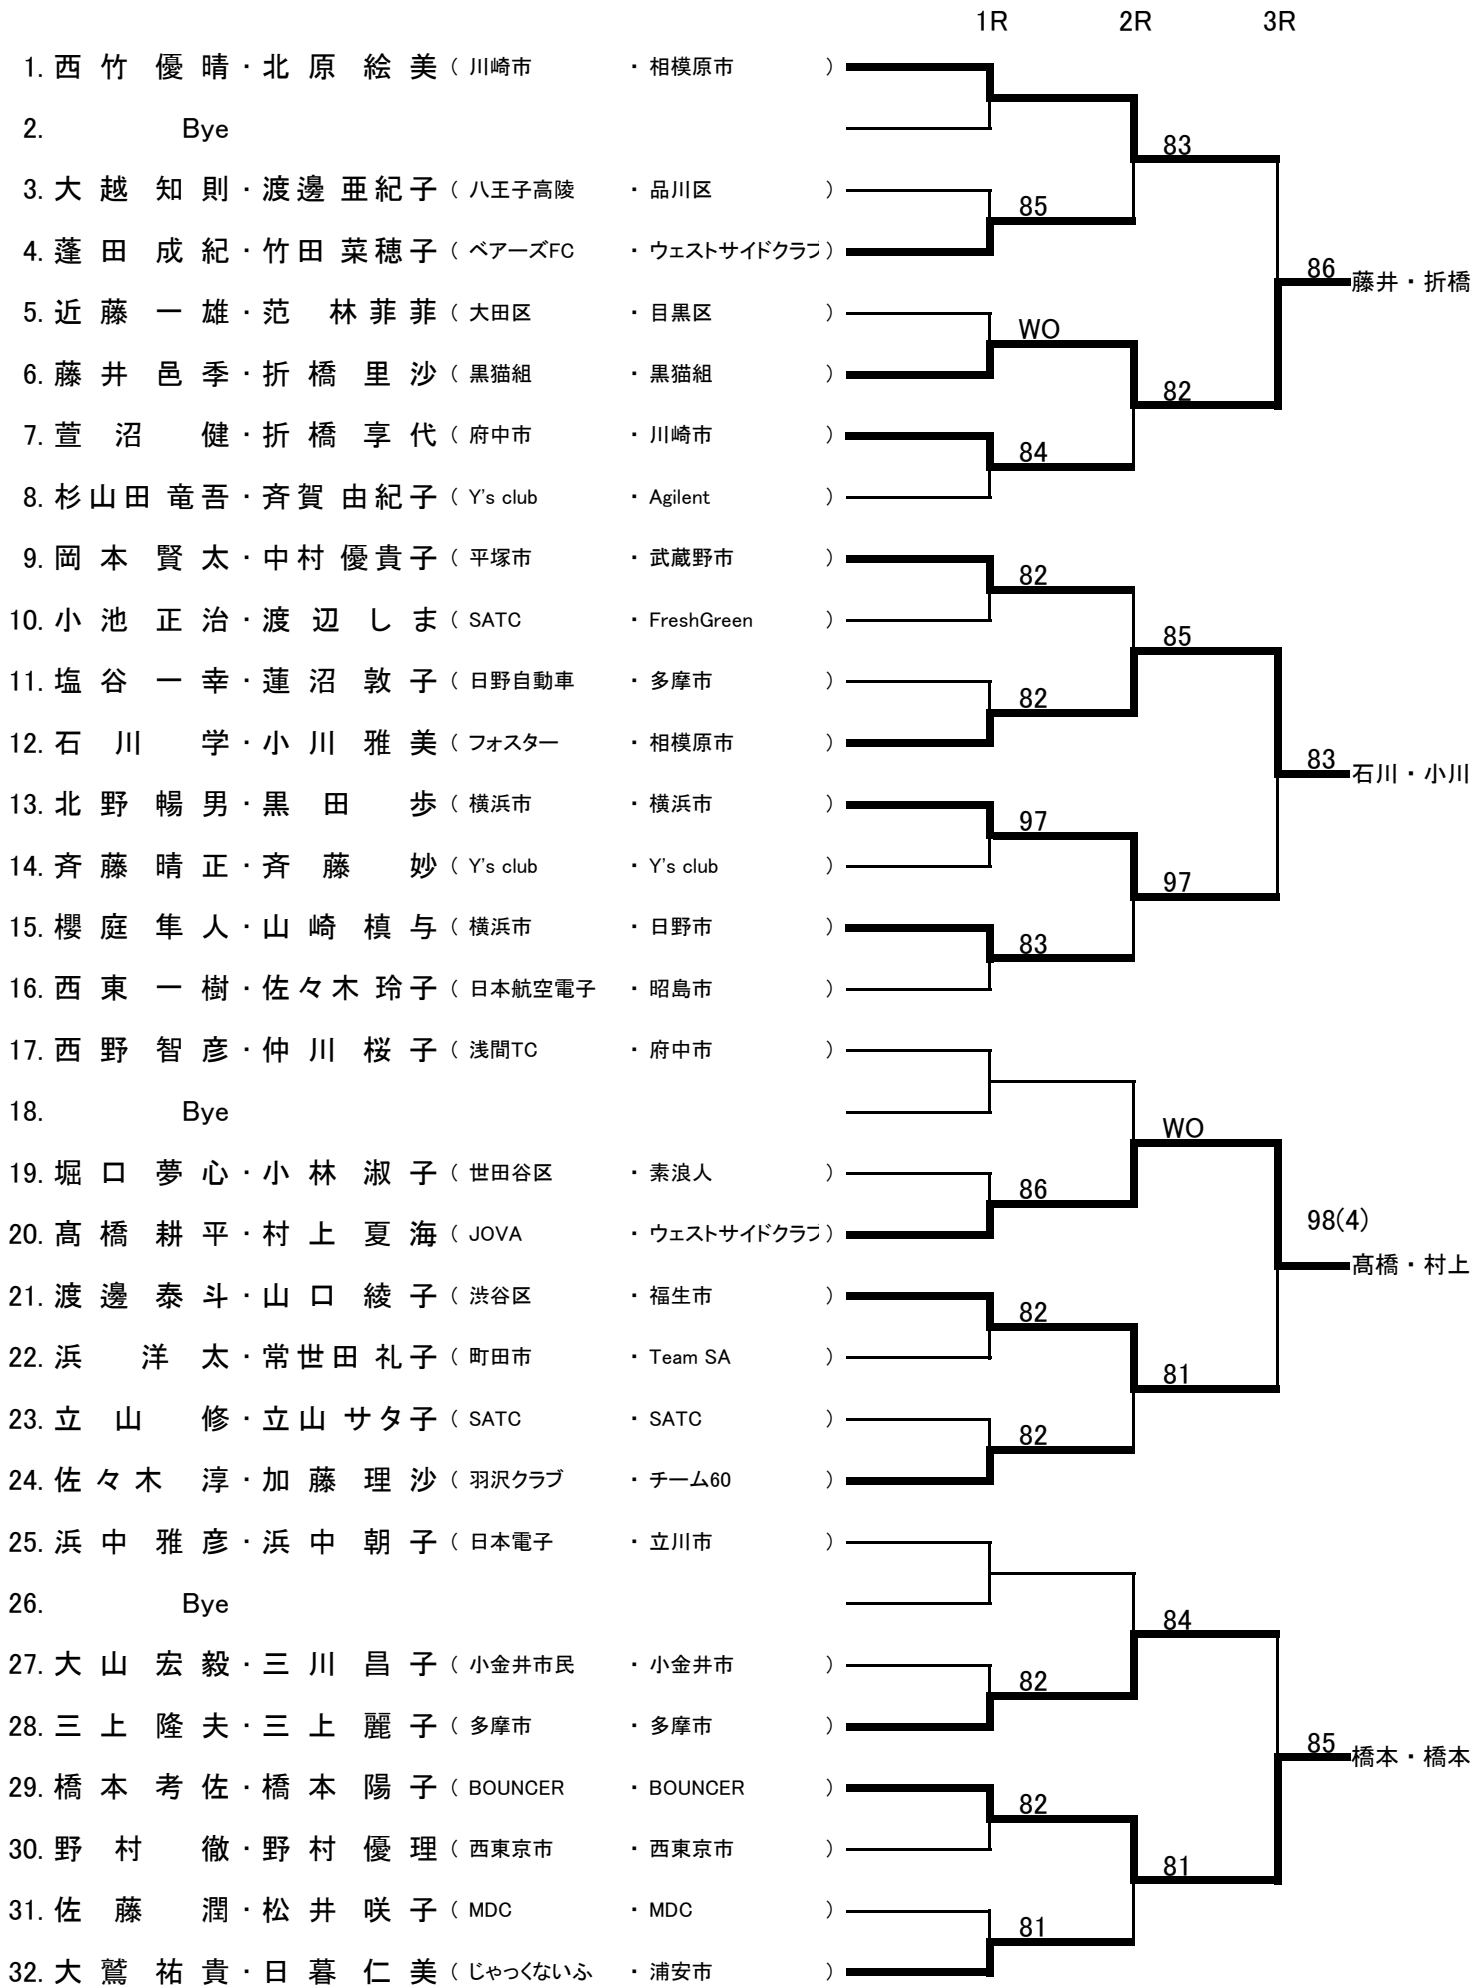 1R 2R 3R
1. 西竹 優晴・北原 絵美 ( 川崎市 ・ 相模原市 )
2. Bye
83
3. 大越 知則・渡邊 亜紀子 ( 八王子高陵 ・ 品川区 )
85
4. 蓬田 成紀・竹田 菜穂子 ( ベアーズFC ・ ウェストサイドクラブ )
86 藤井・折橋
5. 近藤 一雄・范 林菲菲 ( 大田区 ・ 目黒区 )
WO
6. 藤井 邑季・折橋 里沙 ( 黒猫組 ・ 黒猫組 )
82
7. 萱沼 健・折橋 享代 ( 府中市 ・ 川崎市 )
84
8. 杉山田 竜吾・斉賀 由紀子 ( Y's club ・ Agilent )
9. 岡本 賢太・中村 優貴子 ( 平塚市 ・ 武蔵野市 )
82
10. 小池 正治・渡辺 しま ( SATC ・ FreshGreen )
85
11. 塩谷 一幸・蓮沼 敦子 ( 日野自動車 ・ 多摩市 )
82
12. 石川 学・小川 雅美 ( フォスター ・ 相模原市 )
83 石川・小川
13. 北野 暢男・黒田 歩 ( 横浜市 ・ 横浜市 )
97
14. 斉藤 晴正・斉藤 妙 ( Y's club ・ Y's club )
97
15. 櫻庭 隼人・山崎 槙与 ( 横浜市 ・ 日野市 )
83
16. 西東 一樹・佐々木 玲子 ( 日本航空電子 ・ 昭島市 )
17. 西野 智彦・仲川 桜子 ( 浅間TC ・ 府中市 )
18. Bye
WO
19. 堀口 夢心・小林 淑子 ( 世田谷区 ・ 素浪人 )
86
20. 髙橋 耕平・村上 夏海 ( JOVA ・ ウェストサイドクラブ )
98(4)
髙橋・村上
21. 渡邊 泰斗・山口 綾子 ( 渋谷区 ・ 福生市 )
82
22. 浜 洋太・常世田 礼子 ( 町田市 ・ Team SA )
81
23. 立山 修・立山 サタ子 ( SATC ・ SATC )
82
24. 佐々木 淳・加藤 理沙 ( 羽沢クラブ ・ チーム60 )
25. 浜中 雅彦・浜中 朝子 ( 日本電子 ・ 立川市 )
26. Bye
84
27. 大山 宏毅・三川 昌子 ( 小金井市民 ・ 小金井市 )
82
28. 三上 隆夫・三上 麗子 ( 多摩市 ・ 多摩市 )
85 橋本・橋本
29. 橋本 考佐・橋本 陽子 ( BOUNCER ・ BOUNCER )
82
30. 野村 徹・野村 優理 ( 西東京市 ・ 西東京市 )
81
31. 佐藤 潤・松井 咲子 ( MDC ・ MDC )
81
32. 大鷲 祐貴・日暮 仁美 ( じゃっくないふ ・ 浦安市 )